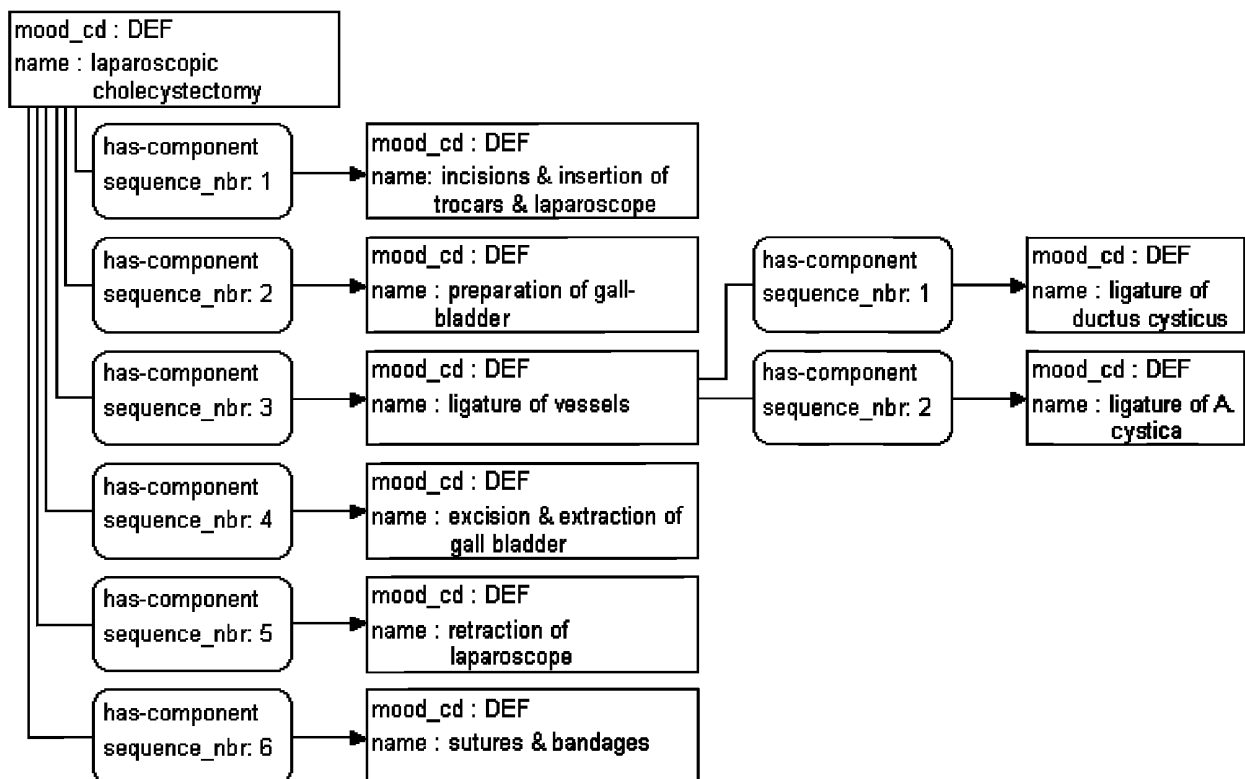 mood_cd : DEF
name : laparoscopic
cholecystectomy
has-component
sequence_nbr: 1
mood_cd : DEF
name: incisions & insertion of
trocars & laparoscope
has-component
sequence_nbr: 2
mood_cd : DEF
name : preparation of gall-
bladder
has-component
sequence_nbr: 1
mood_cd : DEF
name : ligature of
ductus cysticus
has-component
sequence_nbr: 3
mood_cd : DEF
name : ligature of vessels
has-component
sequence_nbr: 2
mood_cd : DEF
name : ligature of A.
cystica
has-component
sequence_nbr: 4
mood_cd : DEF
name : excision & extraction of
gall bladder
has-component
sequence_nbr: 5
mood_cd : DEF
name : retraction of
laparoscope
has-component
sequence_nbr: 6
mood_cd : DEF
name : sutures & bandages